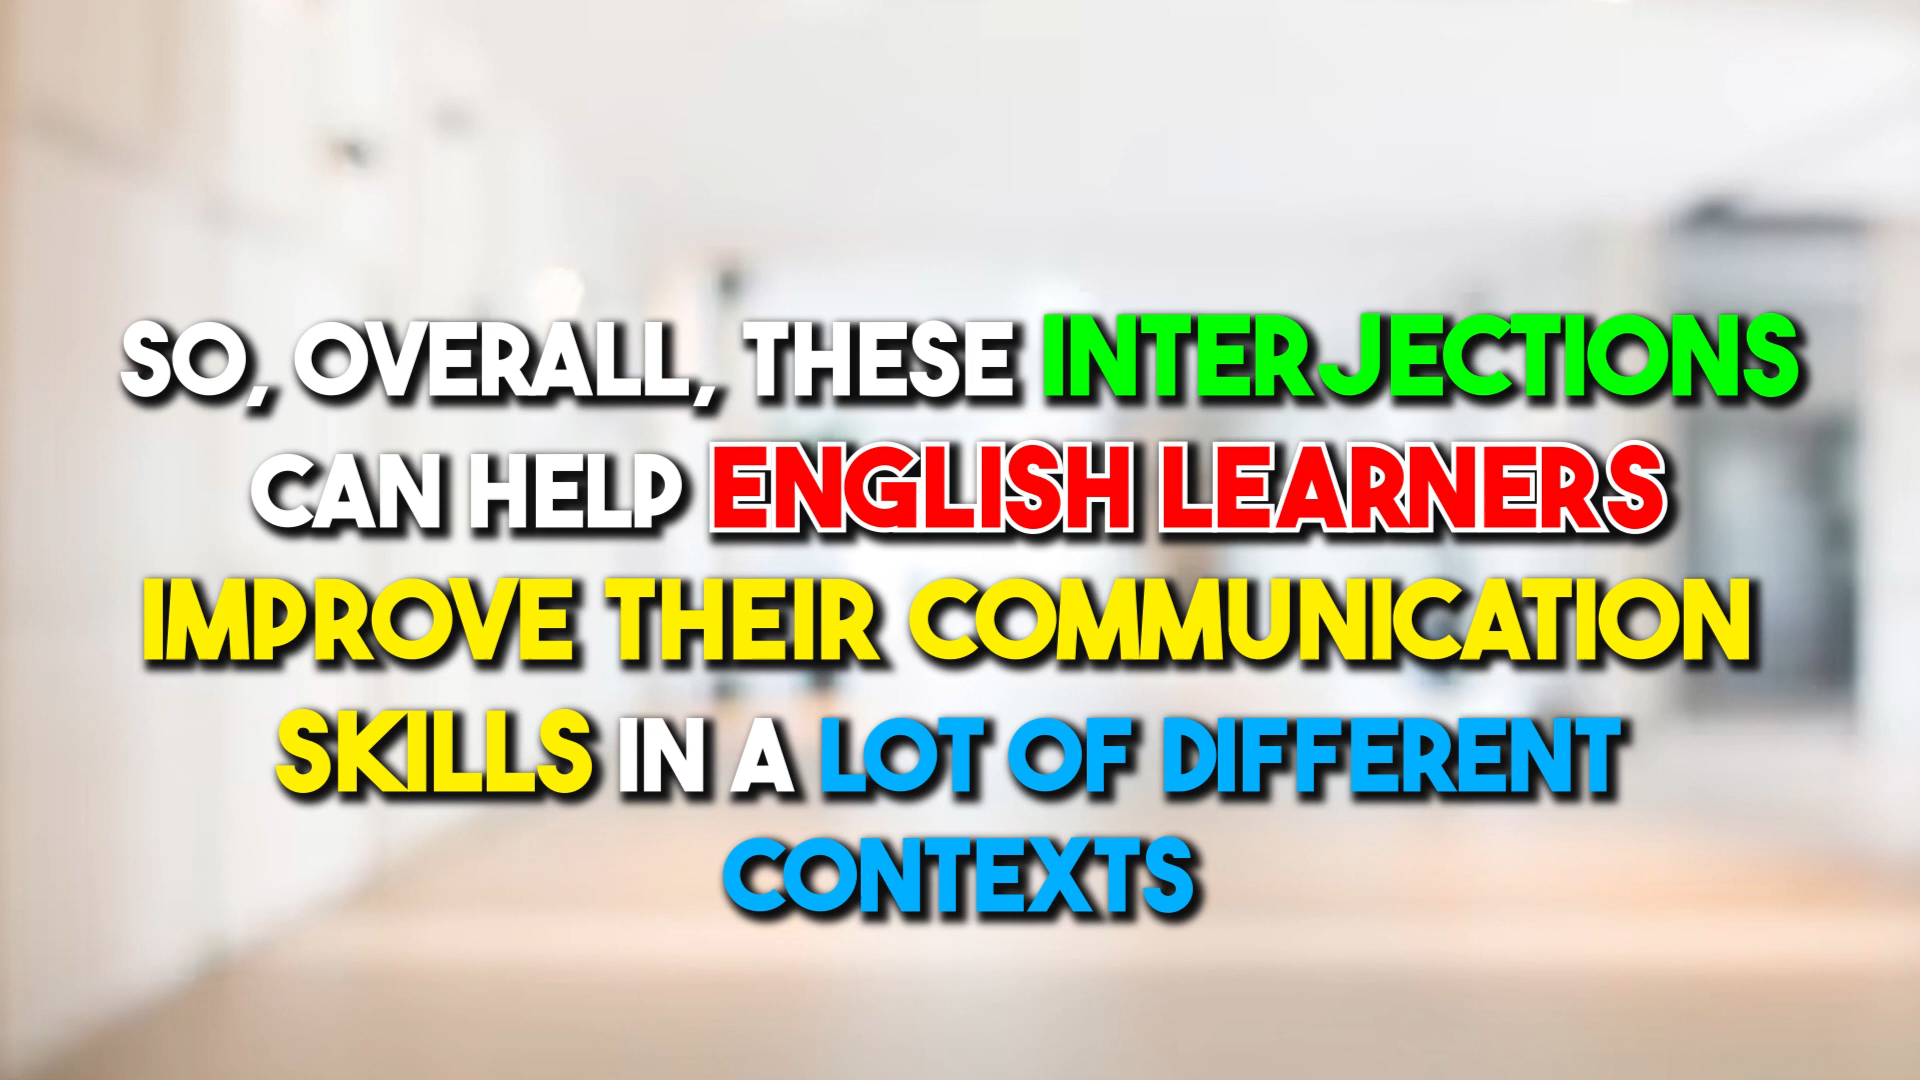 SO, OVERALL, THESE INTERJECTIONS
CAN HELP ENGLISH LEARNERS
IMPROVE THEIR COMMUNICATION
SKILLS IN A LOT OF DIFFERENT
CONTEXTS